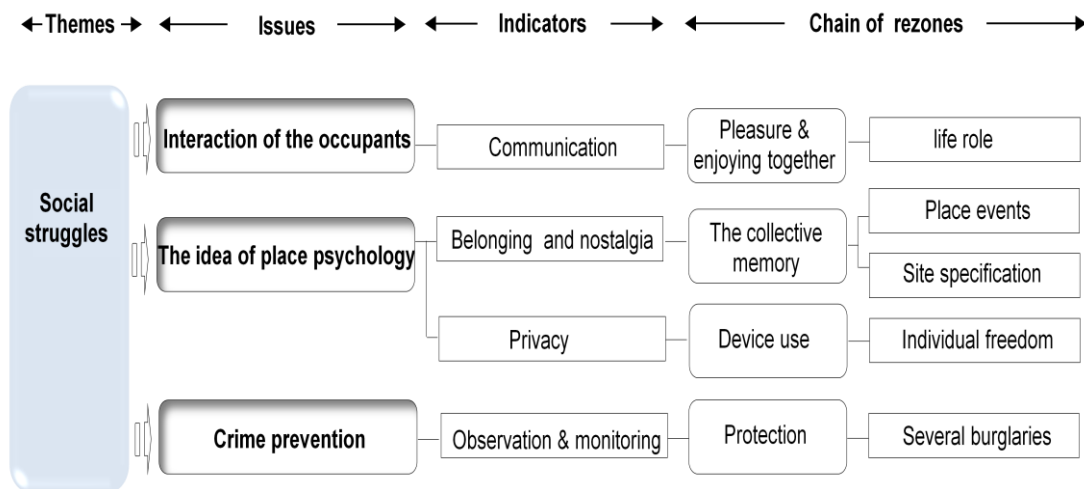 Themes Issues Indicators Chain of rezones
Interaction of the occupants
Communication
Pleasure &
enjoying together
life role
Social
struggles
The idea of place psychology
Belonging and nostalgia
The collective
memory
Place events
Site specification
Privacy
Device use
Individual freedom
Crime prevention
Observation & monitoring
Protection
Several burglaries